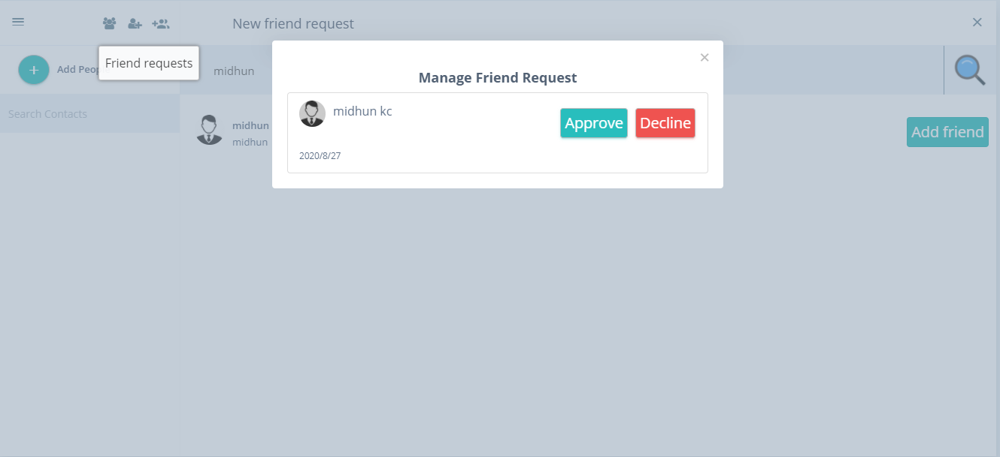 New friend request
Friend requests
Add Peop
midhun
Search Contacts
midhun
midhun
Add friend
Manage Friend Request
midhun kc
Approve
Decline
2020/8/27